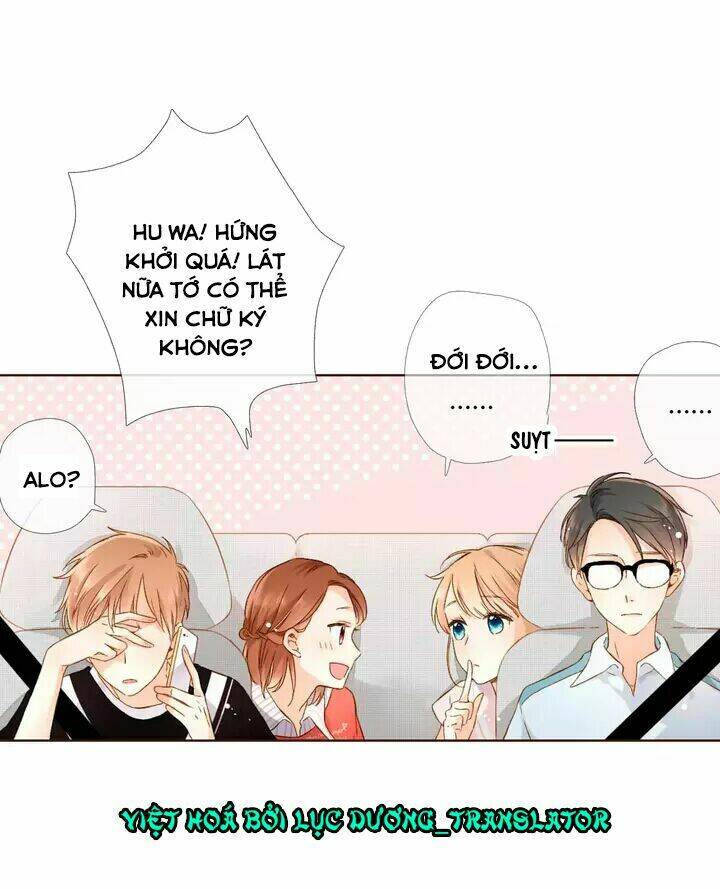 HU WA! HỨNG
KHỞI QUÁ! LÁT
NỮA TỚ CÓ THỂ
XIN CHỮ KÝ
KHÔNG?
ĐỚI ĐỚI...
......
SUỴT
......
ALO?
VIỆT HOÁ BỞI LỤC DƯƠNG_TRANSLATOR